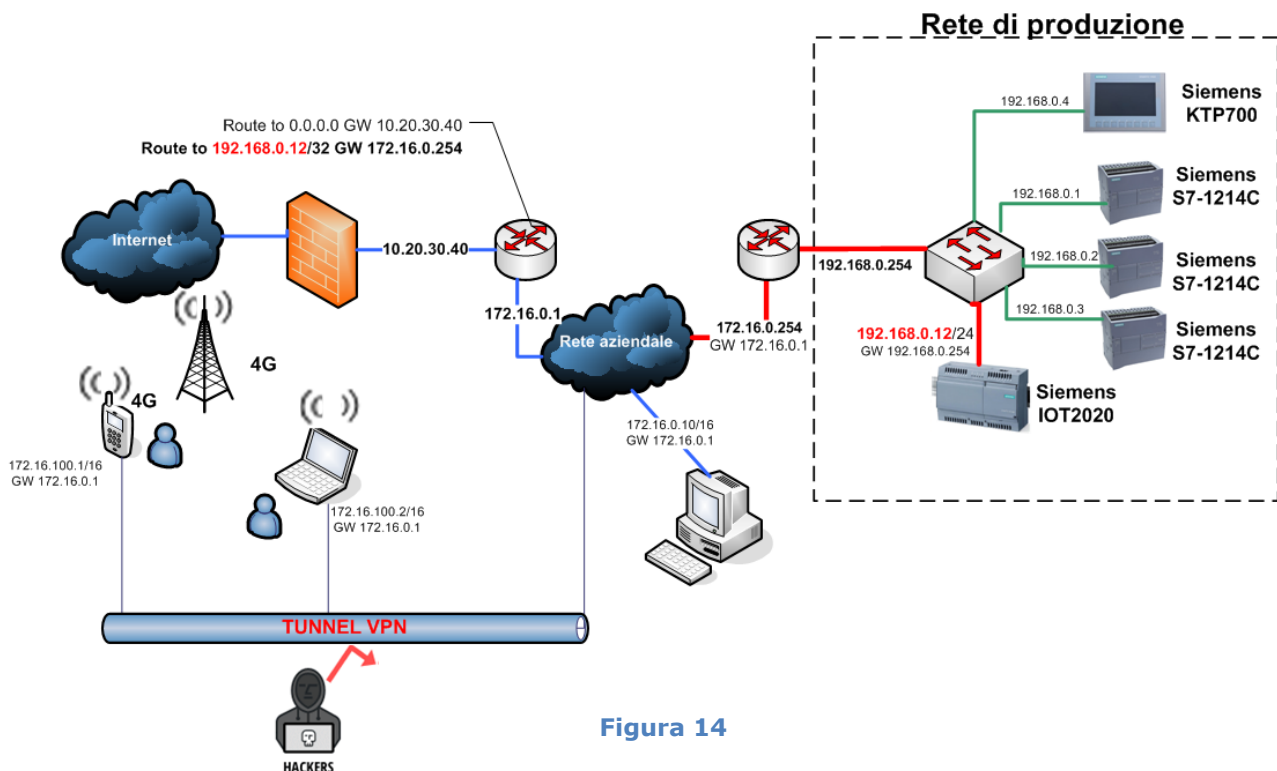 Rete di produzione
192.168.0.4
Siemens
KTP700
Route to 0.0.0.0 GW 10.20.30.40
Route to 192.168.0.12/32 GW 172.16.0.254
192.168.0.1
Siemens
S7-1214C
Internet
10.20.30.40
192.168.0.254
192.168.0.2
Siemens
S7-1214C
172.16.0.1
Rete aziendale
172.16.0.254
GW 172.16.0.1
192.168.0.3
Siemens
S7-1214C
192.168.0.12/24
GW 192.168.0.254
4G
4G
Siemens
IOT2020
172.16.0.10/16
GW 172.16.0.1
172.16.100.1/16
GW 172.16.0.1
172.16.100.2/16
GW 172.16.0.1
TUNNEL VPN
Figura 14
HACKERS